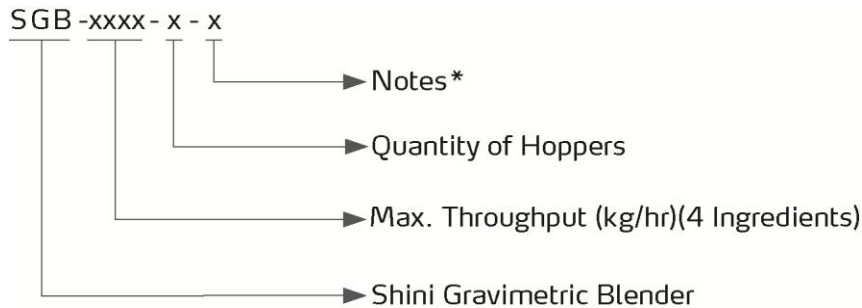 SGB -xxxx- x - x
Notes*
Quantity of Hoppers
Max. Throughput (kg/hr)(4 Ingredients)
Shini Gravimetric Blender